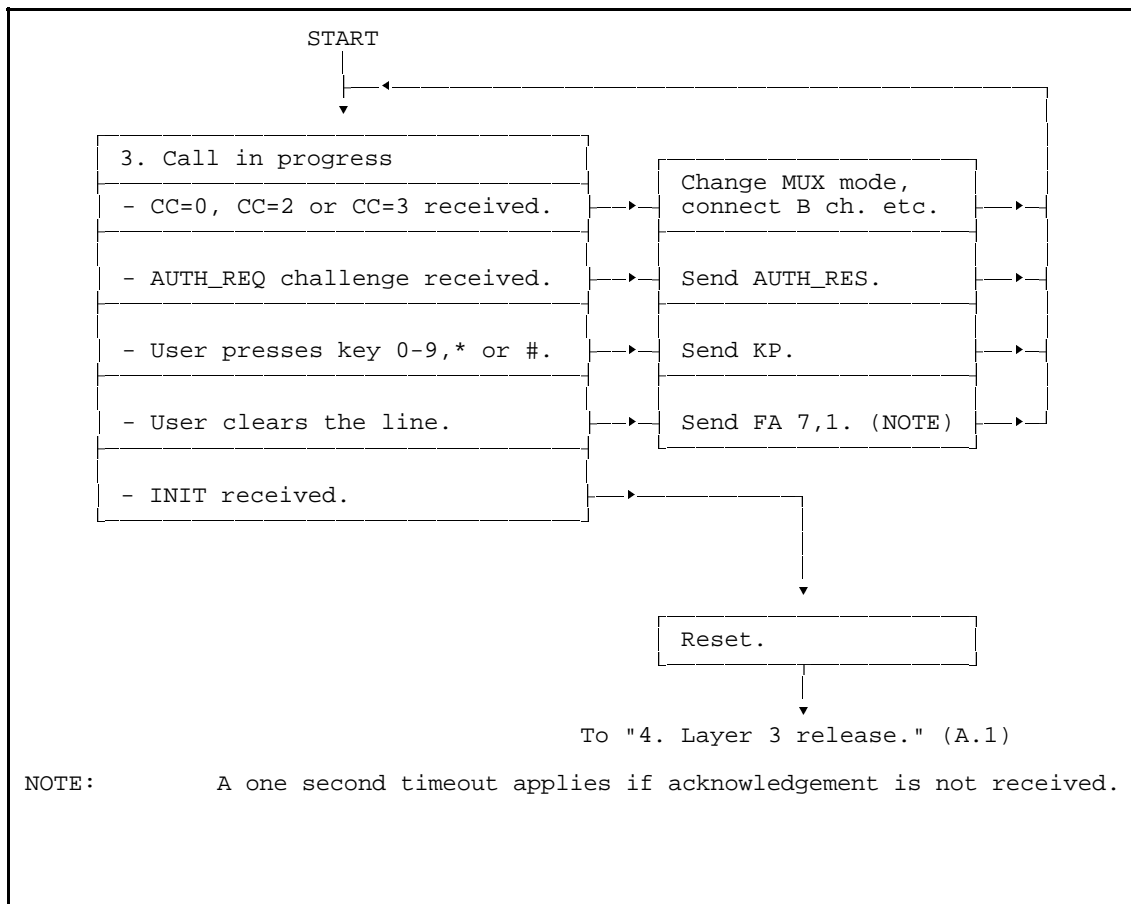 START
3. Call in progress
- CC=0, CC=2 or CC=3 received.
Change MUX mode,
connect B ch. etc.
- AUTH_REQ challenge received.
Send AUTH_RES.
- User presses key 0-9,* or #.
Send KP.
- User clears the line.
Send FA 7,1. (NOTE)
- INIT received.
Reset.
To "4. Layer 3 release." (A.1)
NOTE: A one second timeout applies if acknowledgement is not received.